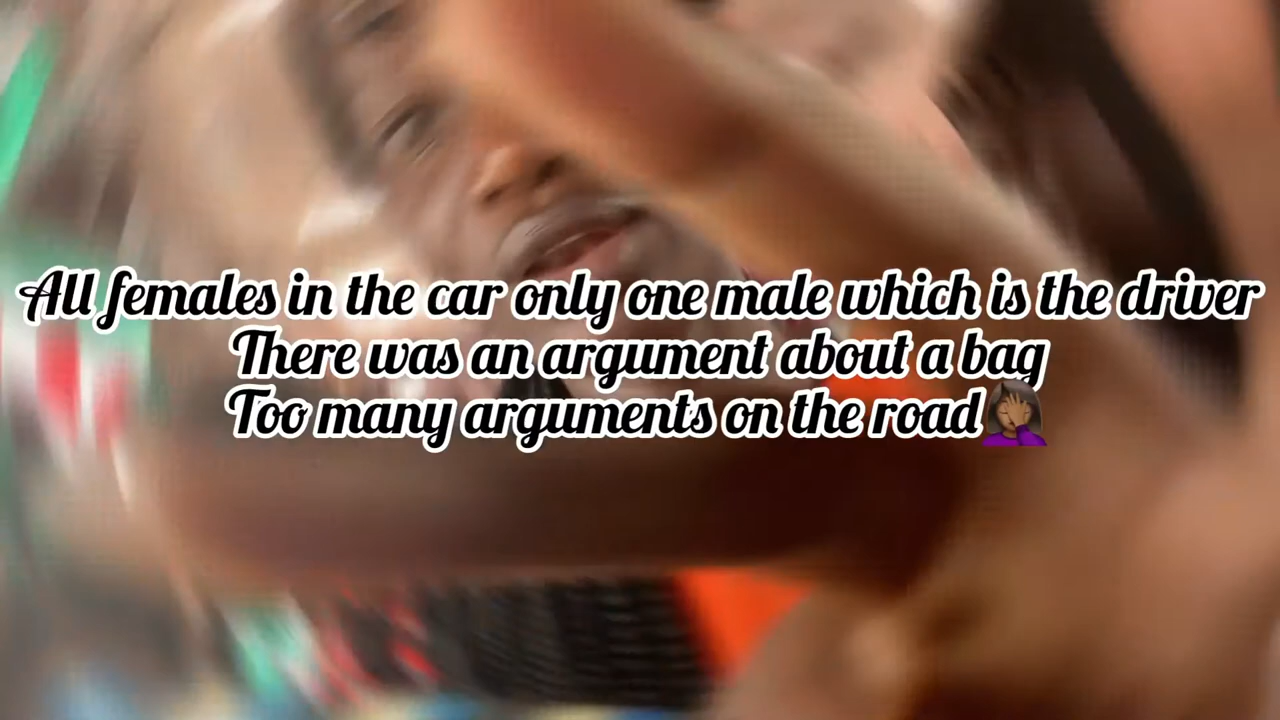 All females in the car only one male which is the driver
There was an argument about a bag
Too many arguments on the road🤦🏾‍♀️